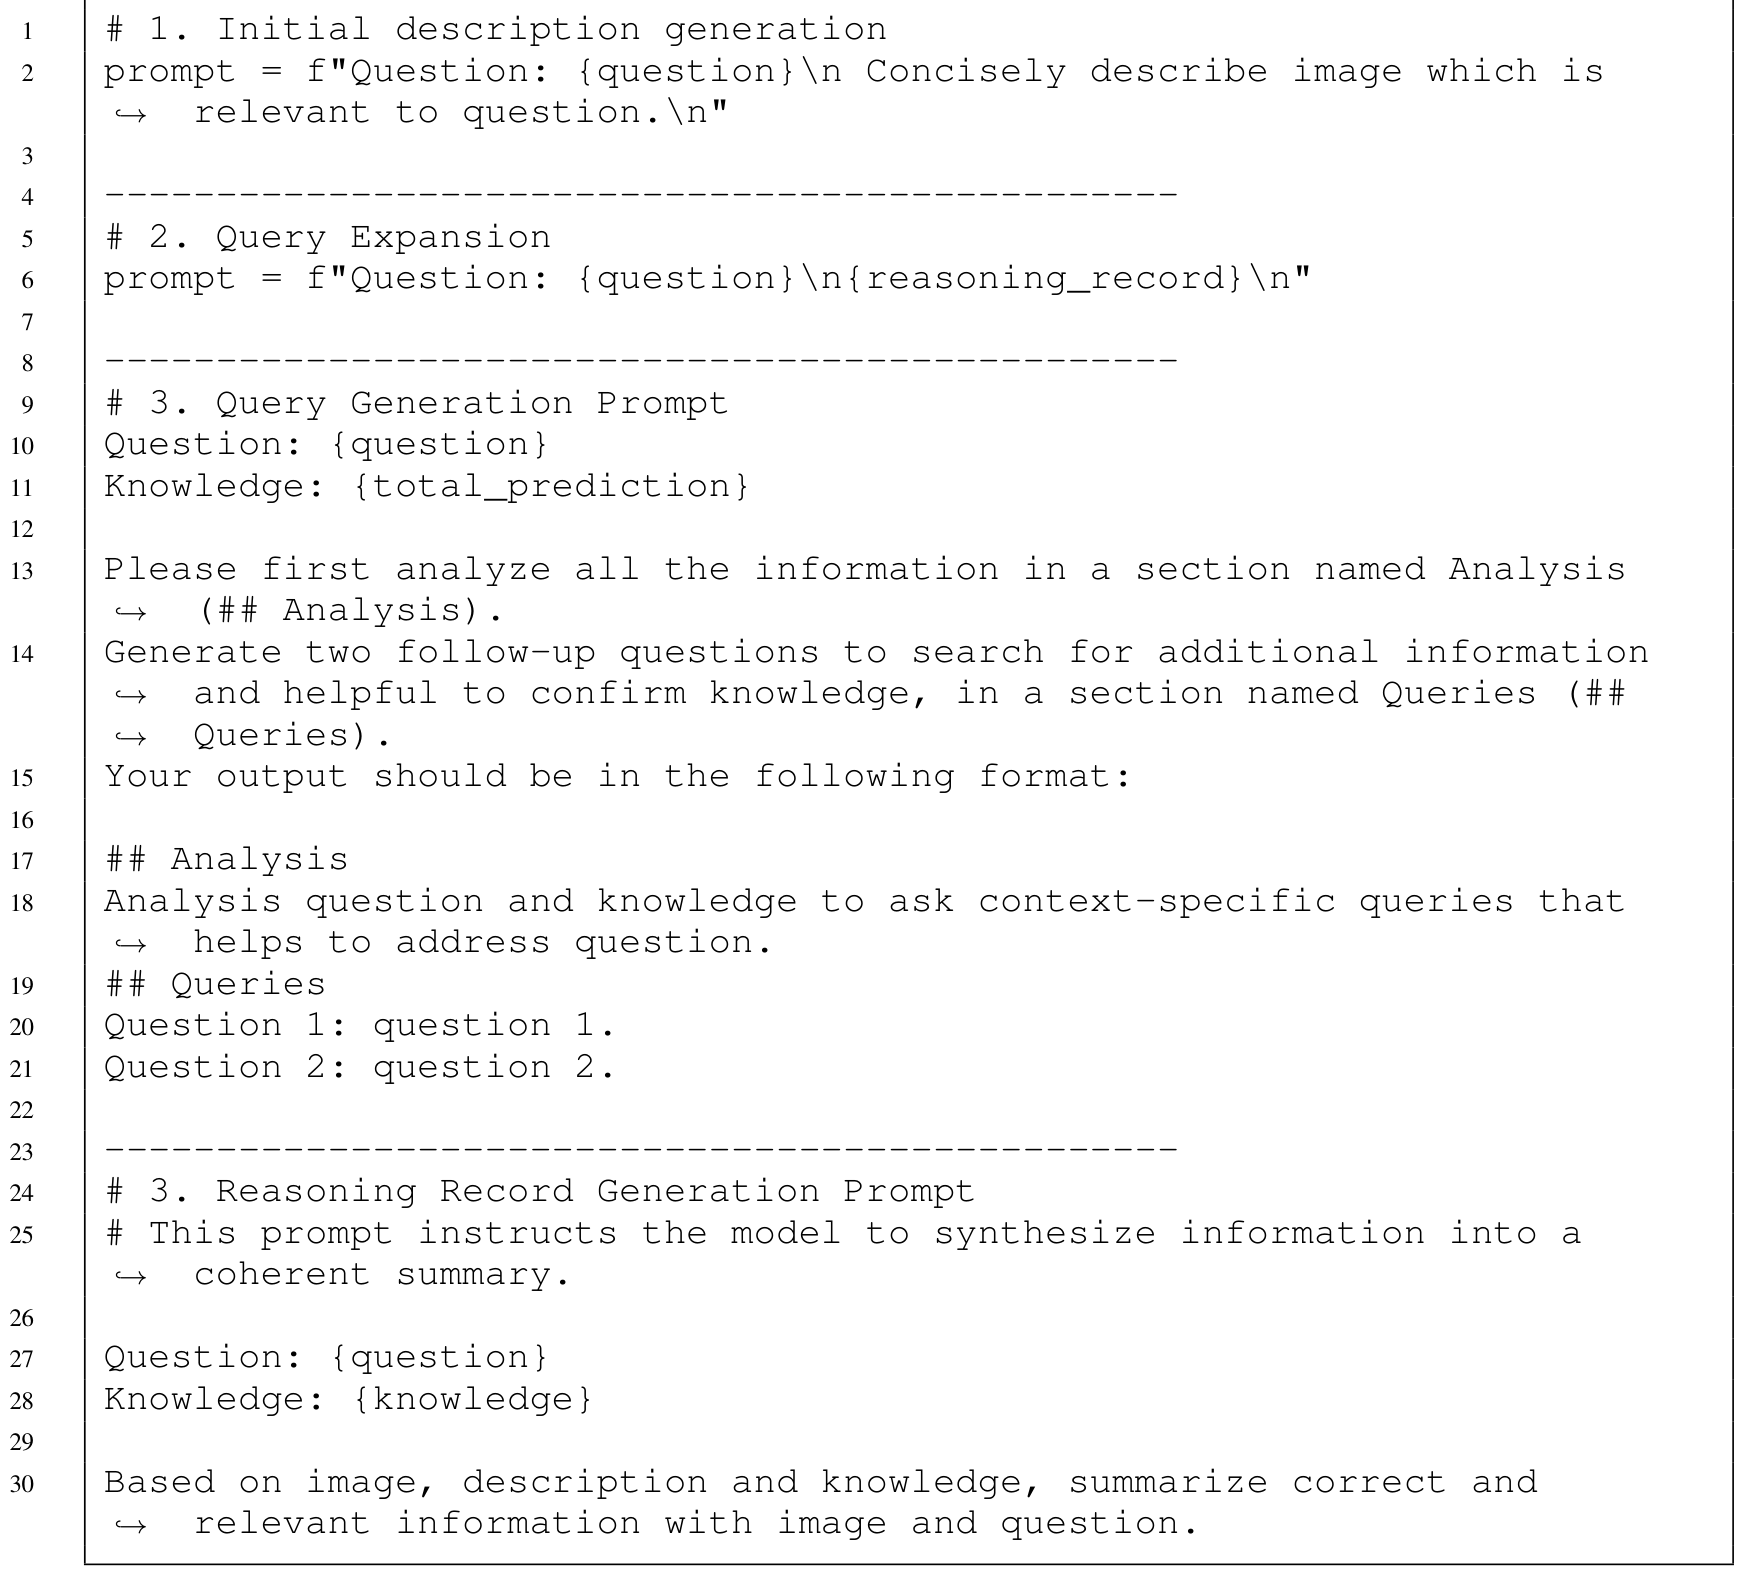 1 # 1. Initial description generation
2 prompt = f"Question: {question}\n Concisely describe image which is
↪ relevant to question.\n"
3
4 ------------------------------------------------
5 # 2. Query Expansion
6 prompt = f"Question: {question}\n{reasoning_record}\n"
7
8 ------------------------------------------------
9 # 3. Query Generation Prompt
10 Question: {question}
11 Knowledge: {total_prediction}
12
13 Please first analyze all the information in a section named Analysis
↪ (## Analysis).
14 Generate two follow-up questions to search for additional information
↪ and helpful to confirm knowledge, in a section named Queries (##
↪ Queries).
15 Your output should be in the following format:
16
17 ## Analysis
18 Analysis question and knowledge to ask context-specific queries that
↪ helps to address question.
19 ## Queries
20 Question 1: question 1.
21 Question 2: question 2.
22
23 ------------------------------------------------
24 # 3. Reasoning Record Generation Prompt
25 # This prompt instructs the model to synthesize information into a
↪ coherent summary.
26
27 Question: {question}
28 Knowledge: {knowledge}
29
30 Based on image, description and knowledge, summarize correct and
↪ relevant information with image and question.